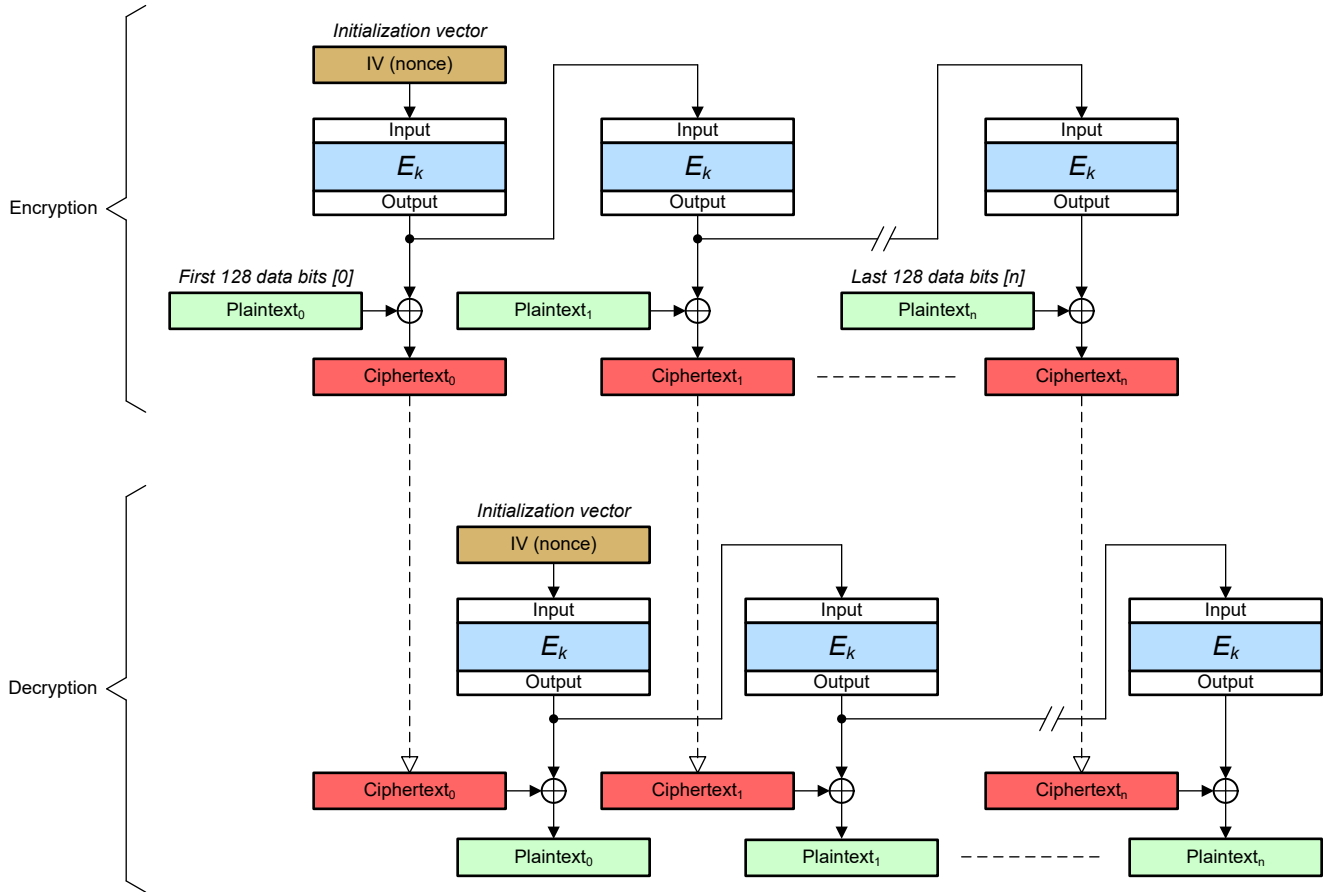 Initialization vector
IV (nonce)
Input Input Input
Eₖ Eₖ Eₖ
Output Output Output
Encryption
First 128 data bits [0] Last 128 data bits [n]
Plaintext₀ Plaintext₁ Plaintextₙ
Ciphertext₀ Ciphertext₁ Ciphertextₙ
Initialization vector
IV (nonce)
Input Input Input
Eₖ Eₖ Eₖ
Output Output Output
Decryption
Ciphertext₀ Ciphertext₁ Ciphertextₙ
Plaintext₀ Plaintext₁ Plaintextₙ